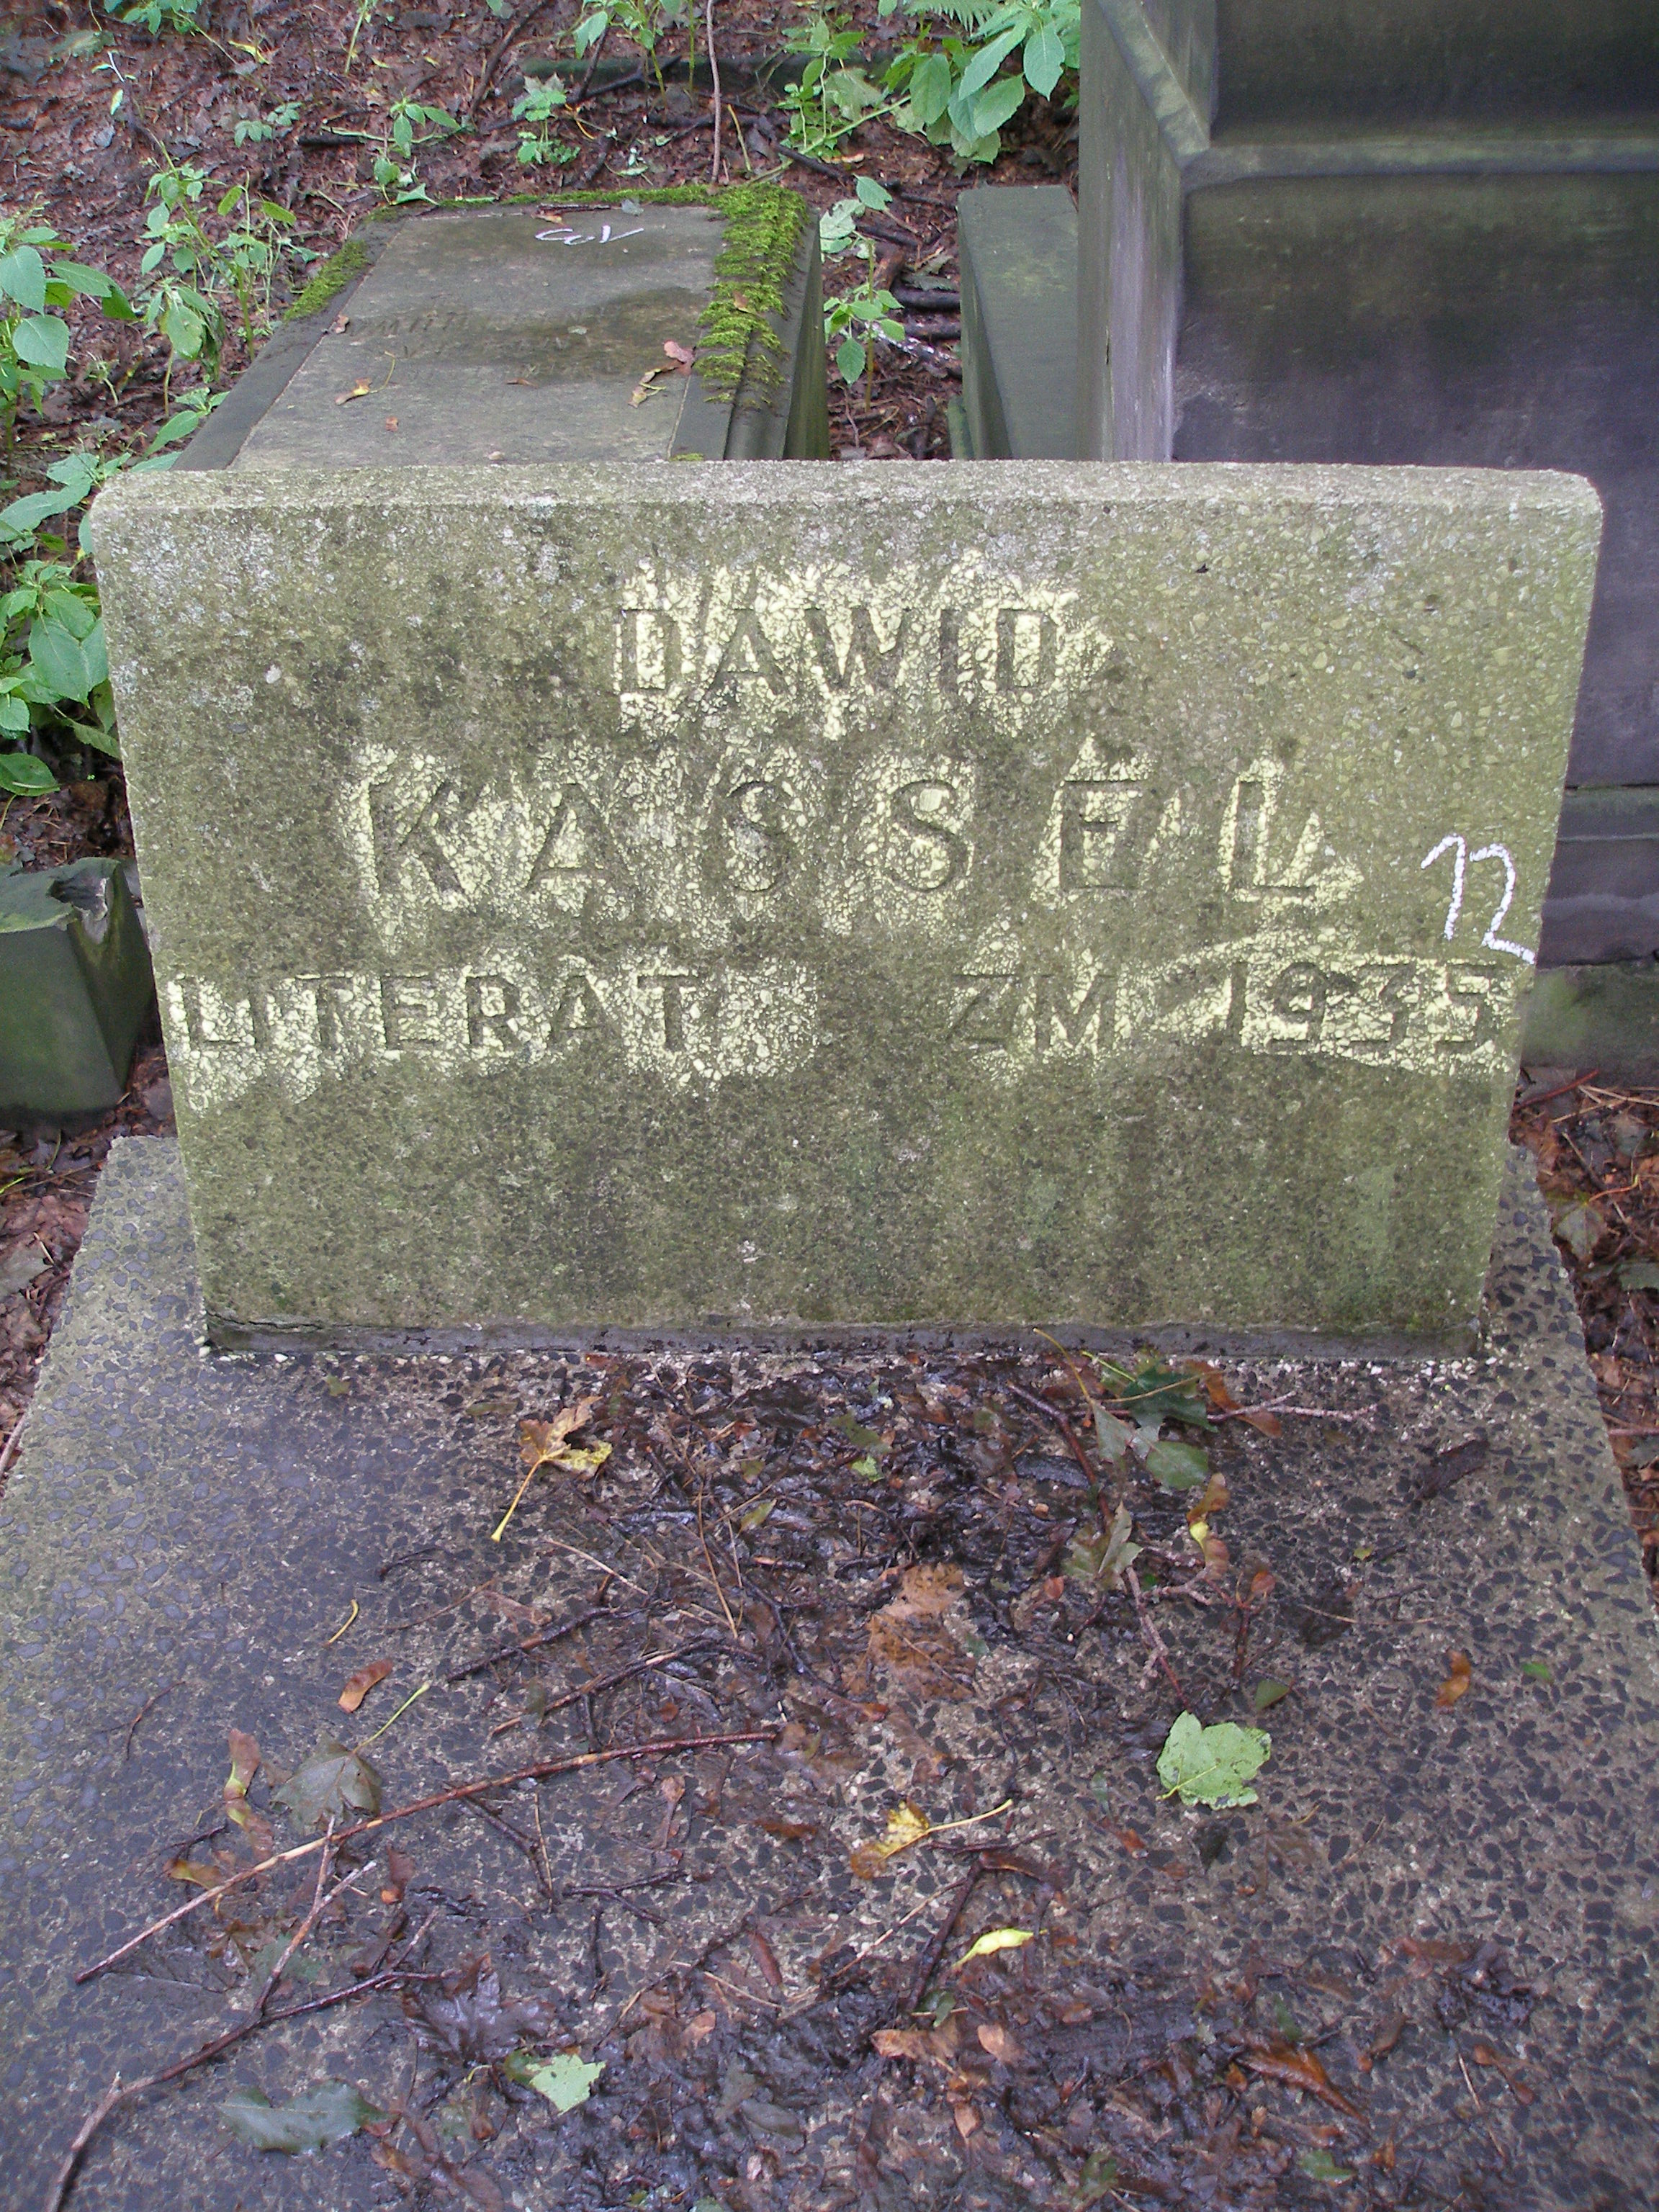 DAWID
KASSEL
LITERAT, ZM 1935
12